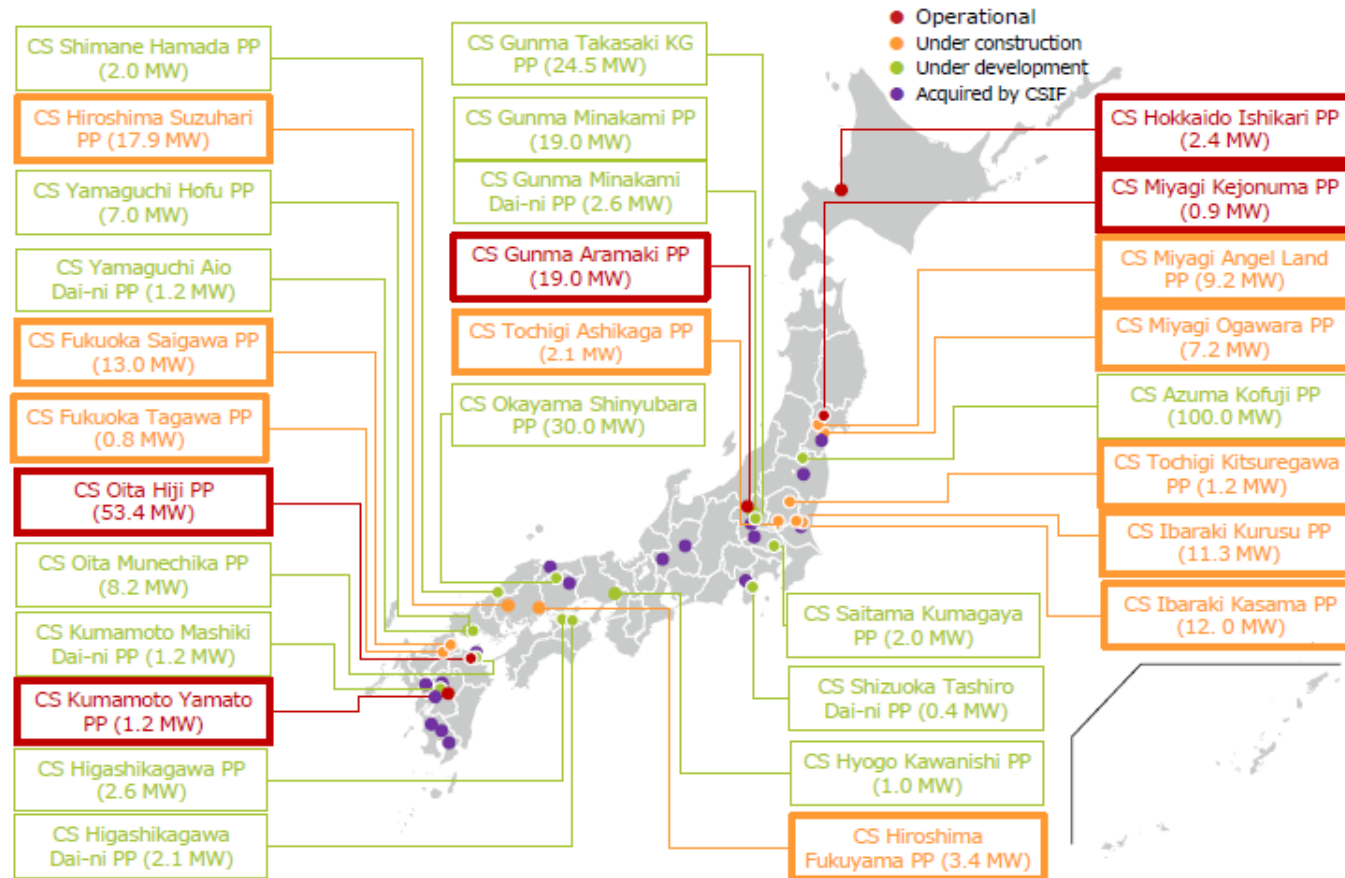 Operational
Under construction
Under development
Acquired by CSIF
CS Shimane Hamada PP
(2.0 MW)
CS Hiroshima Suzuhari
PP (17.9 MW)
CS Yamaguchi Hofu PP
(7.0 MW)
CS Yamaguchi Aio
Dai-ni PP (1.2 MW)
CS Fukuoka Saigawa PP
(13.0 MW)
CS Fukuoka Tagawa PP
(0.8 MW)
CS Oita Hiji PP
(53.4 MW)
CS Oita Munechika PP
(8.2 MW)
CS Kumamoto Mashiki
Dai-ni PP (1.2 MW)
CS Kumamoto Yamato
PP (1.2 MW)
CS Higashikagawa PP
(2.6 MW)
CS Higashikagawa
Dai-ni PP (2.1 MW)
CS Gunma Takasaki KG
PP (24.5 MW)
CS Gunma Minakami PP
(19.0 MW)
CS Gunma Minakami
Dai-ni PP (2.6 MW)
CS Gunma Aramaki PP
(19.0 MW)
CS Tochigi Ashikaga PP
(2.1 MW)
CS Okayama Shinyubara
PP (30.0 MW)
CS Hokkaido Ishikari PP
(2.4 MW)
CS Miyagi Kejonuma PP
(0.9 MW)
CS Miyagi Angel Land
PP (9.2 MW)
CS Miyagi Ogawara PP
(7.2 MW)
CS Azuma Kofuji PP
(100.0 MW)
CS Tochigi Kitsuregawa
PP (1.2 MW)
CS Ibaraki Kurusu PP
(11.3 MW)
CS Ibaraki Kasama PP
(12. 0 MW)
CS Saitama Kumagaya
PP (2.0 MW)
CS Shizuoka Tashiro
Dai-ni PP (0.4 MW)
CS Hyogo Kawanishi PP
(1.0 MW)
CS Hiroshima
Fukuyama PP (3.4 MW)